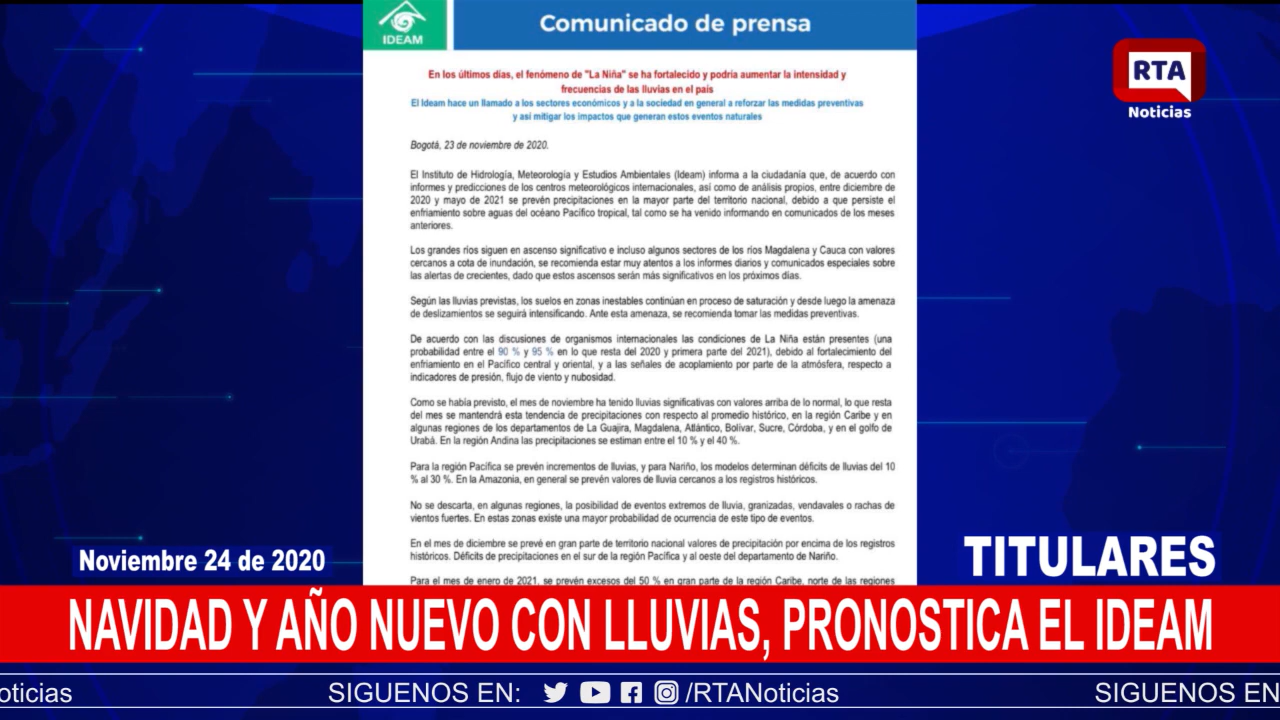 IDEAM
Comunicado de prensa
En los últimos días, el fenómeno de "La Niña" se ha fortalecido y podría aumentar la intensidad y
frecuencias de las lluvias en el país
El Ideam hace un llamado a los sectores económicos y a la sociedad en general a reforzar las medidas preventivas
y así mitigar los impactos que generan estos eventos naturales
RTA
Noticias
Bogotá, 23 de noviembre de 2020.
El Instituto de Hidrología, Meteorología y Estudios Ambientales (Ideam) informa a la ciudadanía que, de acuerdo con
informes y predicciones de los centros meteorológicos internacionales, así como de análisis propios, entre diciembre de
2020 y mayo de 2021 se prevén precipitaciones en la mayor parte del territorio nacional, debido a que persiste el
enfriamiento sobre aguas del océano Pacífico tropical, tal como se ha venido informando en comunicados de los meses
anteriores.
Los grandes ríos siguen en ascenso significativo e incluso algunos sectores de los ríos Magdalena y Cauca con valores
cercanos a cota de inundación, se recomienda estar muy atentos a los informes diarios y comunicados especiales sobre
las alertas de crecientes, dado que estos ascensos serán más significativos en los próximos días.
Según las lluvias previstas, los suelos en zonas inestables continúan en proceso de saturación y desde luego la amenaza
de deslizamientos se seguirá intensificando. Ante esta amenaza, se recomienda tomar las medidas preventivas.
De acuerdo con las discusiones de organismos internacionales las condiciones de La Niña están presentes (una
probabilidad entre el 90 % y 95 % en lo que resta del 2020 y primera parte del 2021), debido al fortalecimiento del
enfriamiento en el Pacífico central y oriental, y a las señales de acoplamiento por parte de la atmósfera, respecto a
indicadores de presión, flujo de viento y nubosidad.
Como se había previsto, el mes de noviembre ha tenido lluvias significativas con valores arriba de lo normal, lo que resta
del mes se mantendrá esta tendencia de precipitaciones con respecto al promedio histórico, en la región Caribe y en
algunas regiones de los departamentos de La Guajira, Magdalena, Atlántico, Bolívar, Sucre, Córdoba, y en el golfo de
Urabá. En la región Andina las precipitaciones se estiman entre el 10 % y el 40 %.
Para la región Pacífica se prevén incrementos de lluvias, y para Nariño, los modelos determinan déficits de lluvias del 10
% al 30 %. En la Amazonia, en general se prevén valores de lluvia cercanos a los registros históricos.
No se descarta, en algunas regiones, la posibilidad de eventos extremos de lluvia, granizadas, vendavales o rachas de
vientos fuertes. En estas zonas existe una mayor probabilidad de ocurrencia de este tipo de eventos.
En el mes de diciembre se prevé en gran parte de territorio nacional valores de precipitación por encima de los registros
históricos. Déficits de precipitaciones en el sur de la región Pacífica y al oeste del departamento de Nariño.
Para el mes de enero de 2021, se prevén excesos del 50 % en gran parte de la región Caribe, norte de las regiones
Noviembre 24 de 2020
TITULARES
NAVIDAD Y AÑO NUEVO CON LLUVIAS, PRONOSTICA EL IDEAM
oticias
SIGUENOS EN: /RTANoticias
SIGUENOS EN